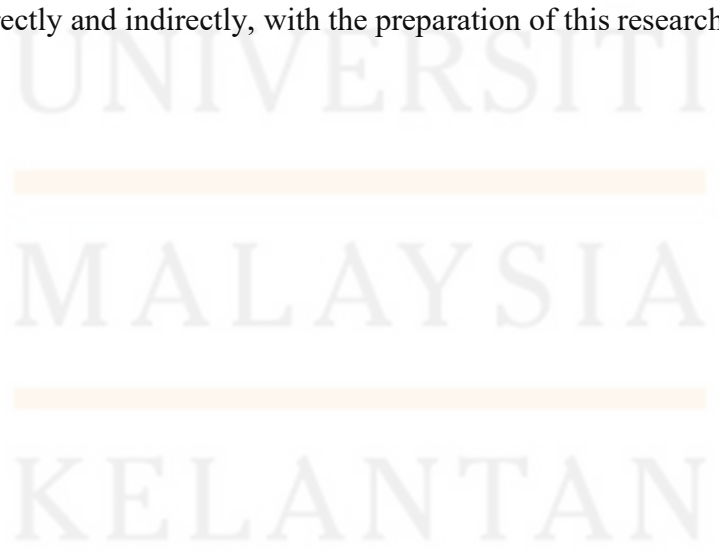 ectly and indirectly, with the preparation of this research
UNIVERSITI
MALAYSIA
KELANTAN